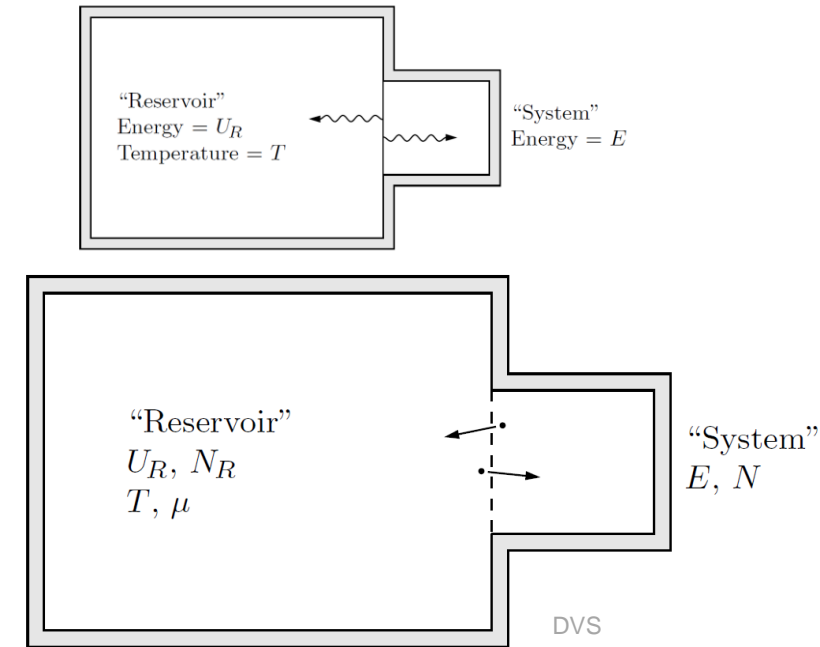 “Reservoir”
Energy = U_R
Temperature = T
“System”
Energy = E
“Reservoir”
U_R, N_R
T, μ
“System”
E, N
DVS